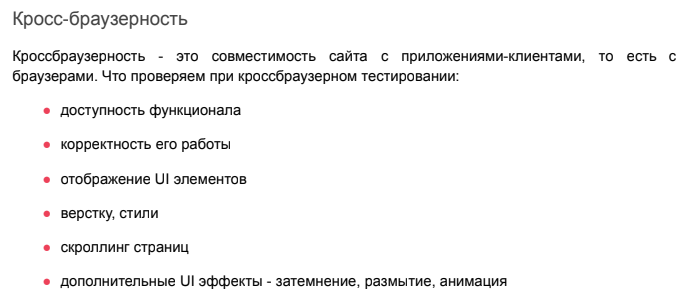 Кросс-браузерность
Кроссбраузерность - это совместимость сайта с приложениями-клиентами, то есть с
браузерами. Что проверяем при кроссбраузерном тестировании:
● доступность функционала
● корректность его работы
● отображение UI элементов
● верстку, стили
● скроллинг страниц
● дополнительные UI эффекты - затемнение, размытие, анимация